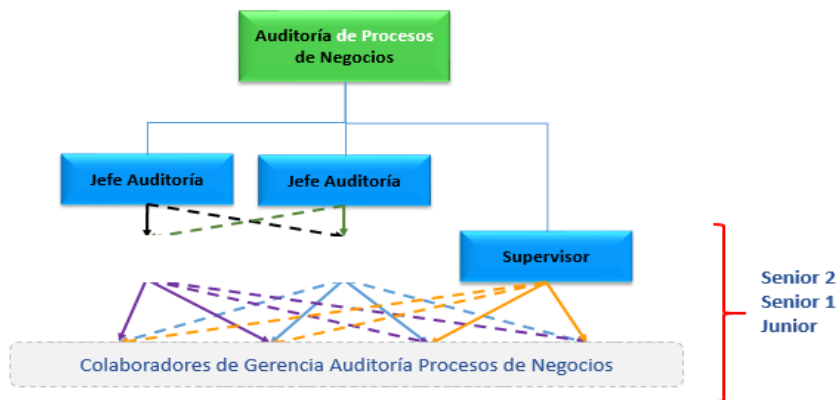 Auditoría de Procesos
de Negocios
Jefe Auditoría
Jefe Auditoría
Supervisor
Senior 2
Senior 1
Junior
Colaboradores de Gerencia Auditoría Procesos de Negocios